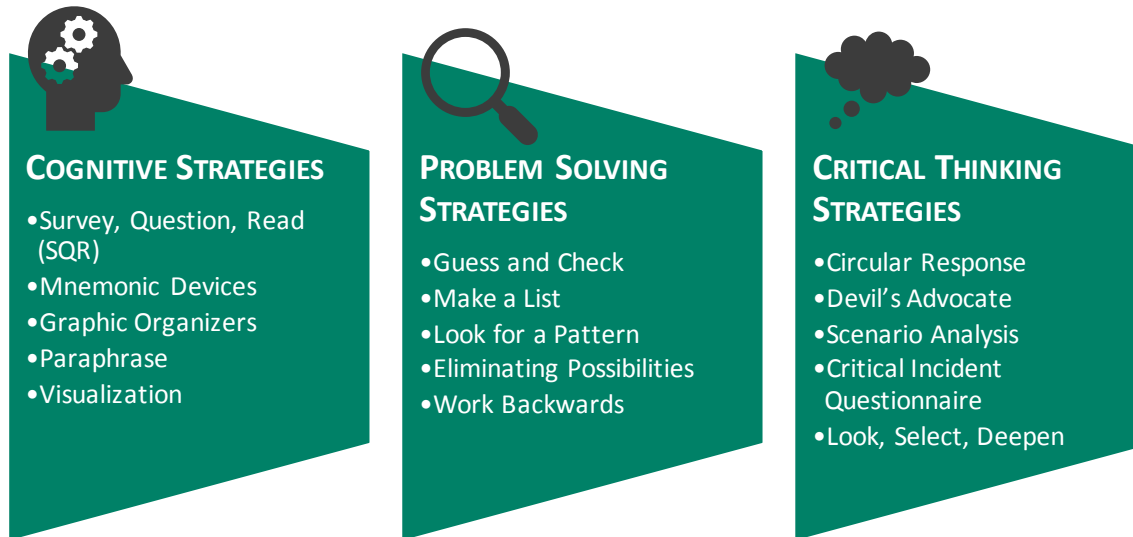 COGNITIVE STRATEGIES
•Survey, Question, Read
(SQR)
•Mnemonic Devices
•Graphic Organizers
•Paraphrase
•Visualization
PROBLEM SOLVING
STRATEGIES
•Guess and Check
•Make a List
•Look for a Pattern
•Eliminating Possibilities
•Work Backwards
CRITICAL THINKING
STRATEGIES
•Circular Response
•Devil’s Advocate
•Scenario Analysis
•Critical Incident
Questionnaire
•Look, Select, Deepen